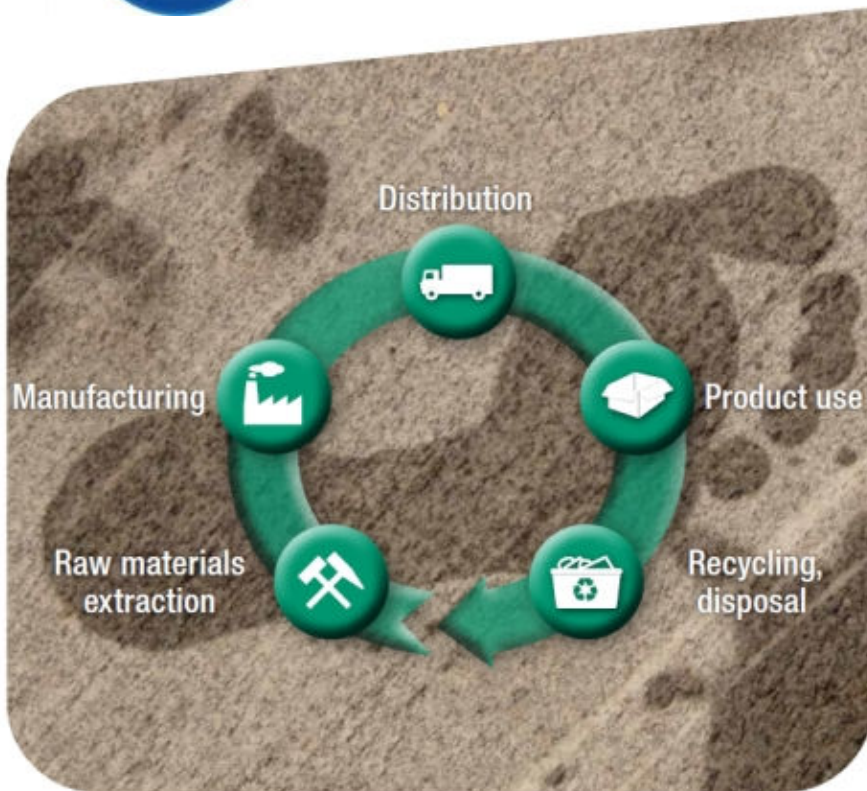 Distribution
Manufacturing
Product use
Raw materials
extraction
Recycling,
disposal